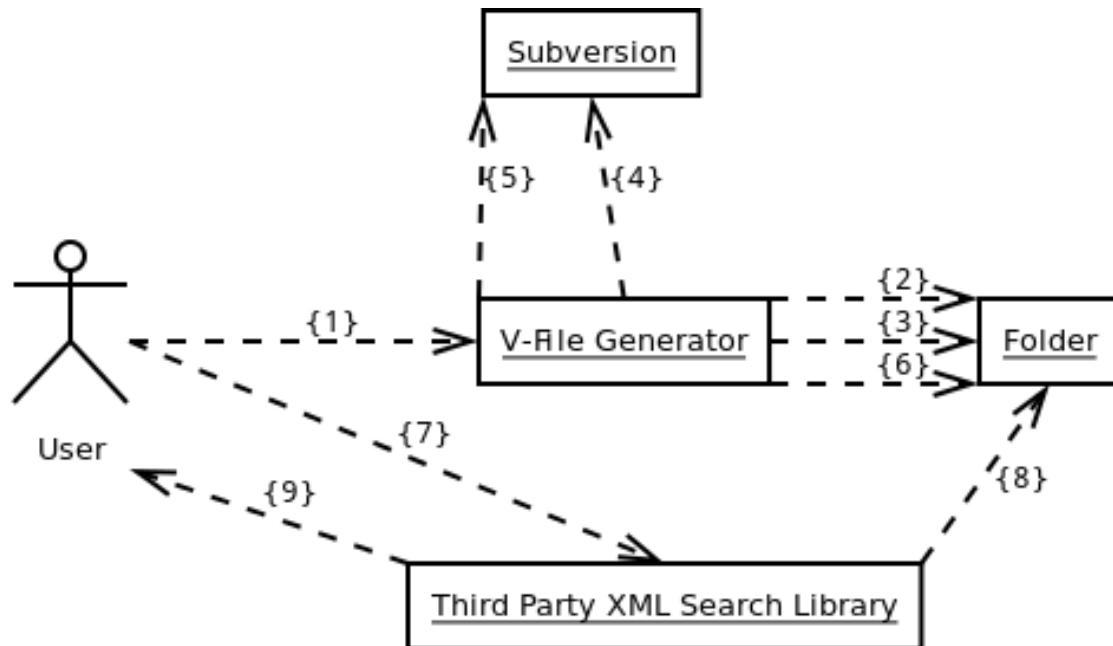 Subversion
{5}
{4}
{2}
{1}
V-File Generator
{3}
Folder
{6}
User
{7}
{9}
{8}
Third Party XML Search Library